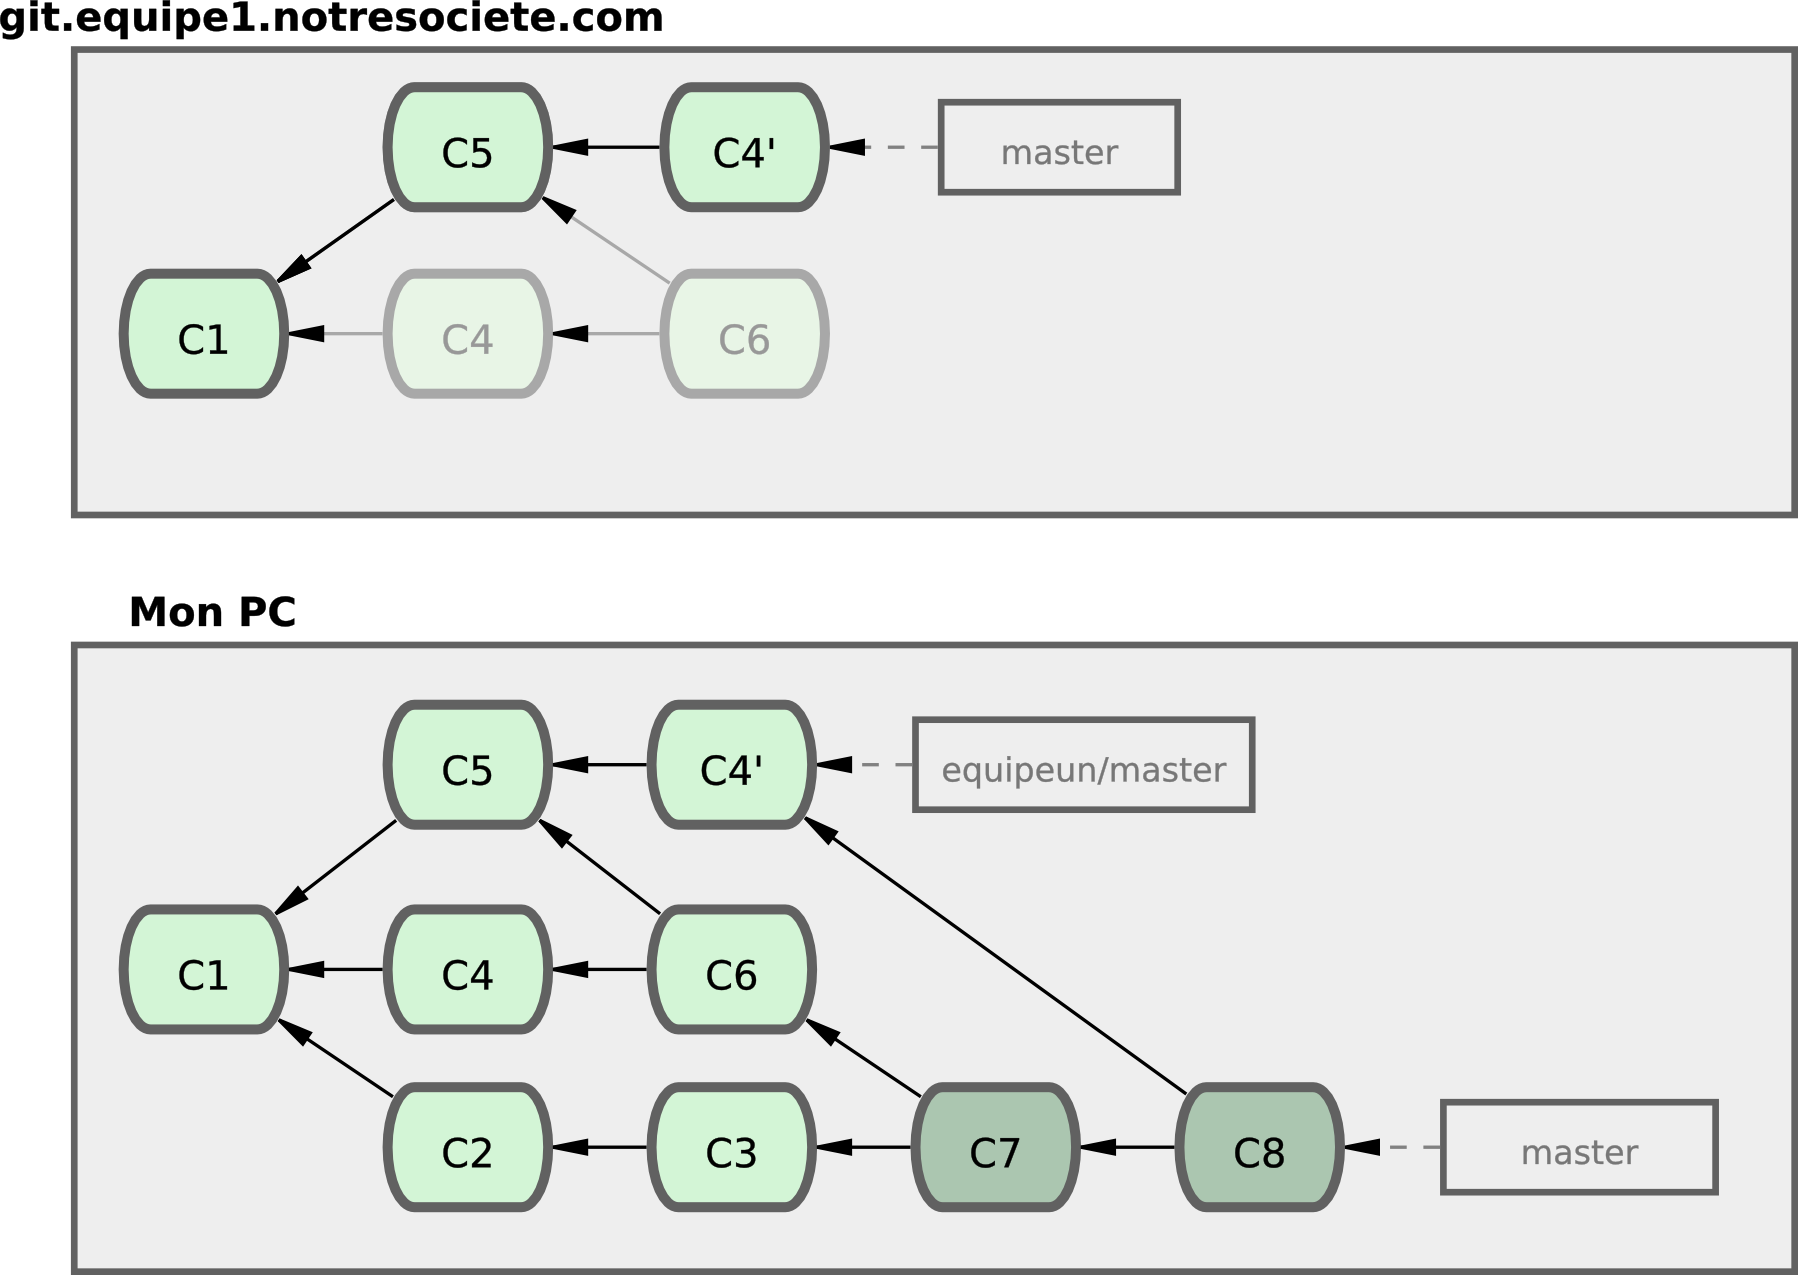 git.equipe1.notresociete.com
C5
C4'
master
C1
C4
C6
Mon PC
C5
C4'
equipeun/master
C1
C4
C6
C2
C3
C7
C8
master